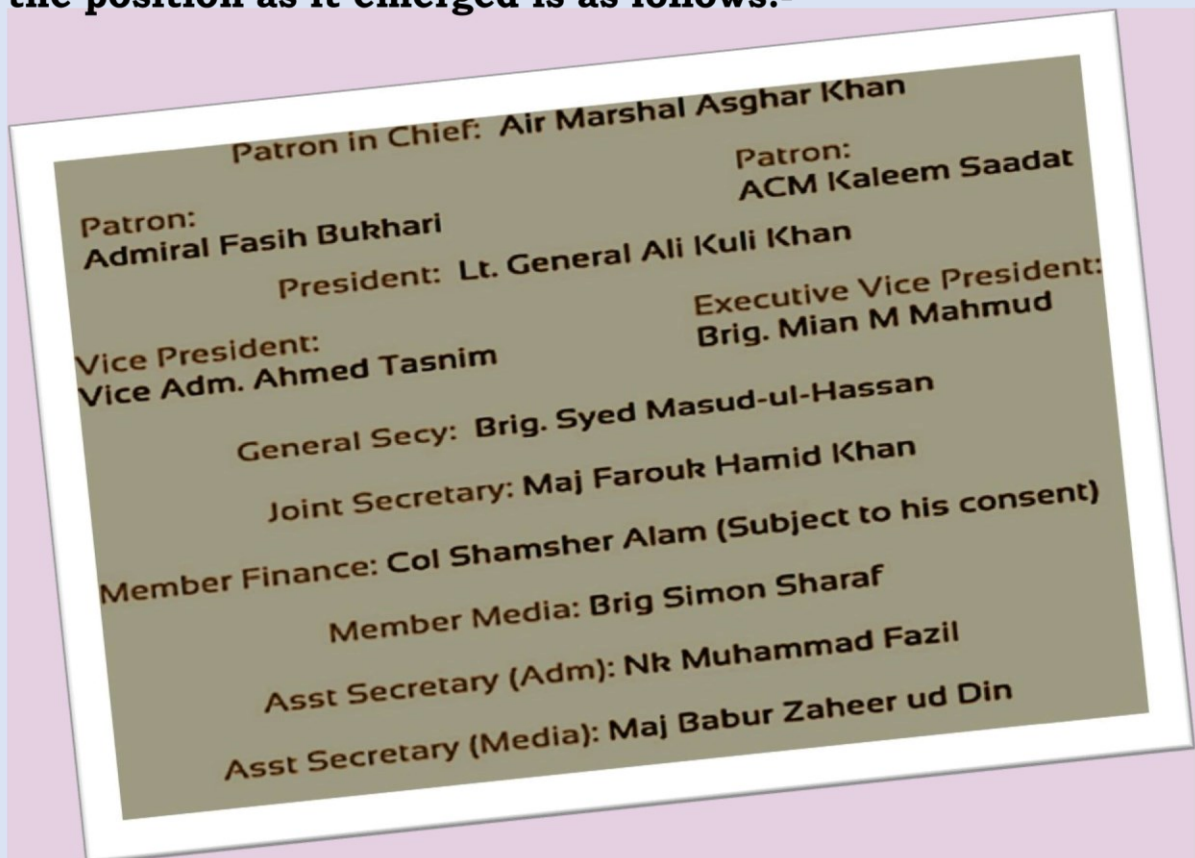 the position as it emerged is as follows:-
Patron in Chief: Air Marshal Asghar Khan
Patron:
Admiral Fasih Bukhari
Patron:
ACM Kaleem Saadat
President: Lt. General Ali Kuli Khan
Vice President:
Vice Adm. Ahmed Tasnim
Executive Vice President:
Brig. Mian M Mahmud
General Secy: Brig. Syed Masud-ul-Hassan
Joint Secretary: Maj Farouk Hamid Khan
Member Finance: Col Shamsher Alam (Subject to his consent)
Member Media: Brig Simon Sharaf
Asst Secretary (Adm): Nk Muhammad Fazil
Asst Secretary (Media): Maj Babur Zaheer ud Din